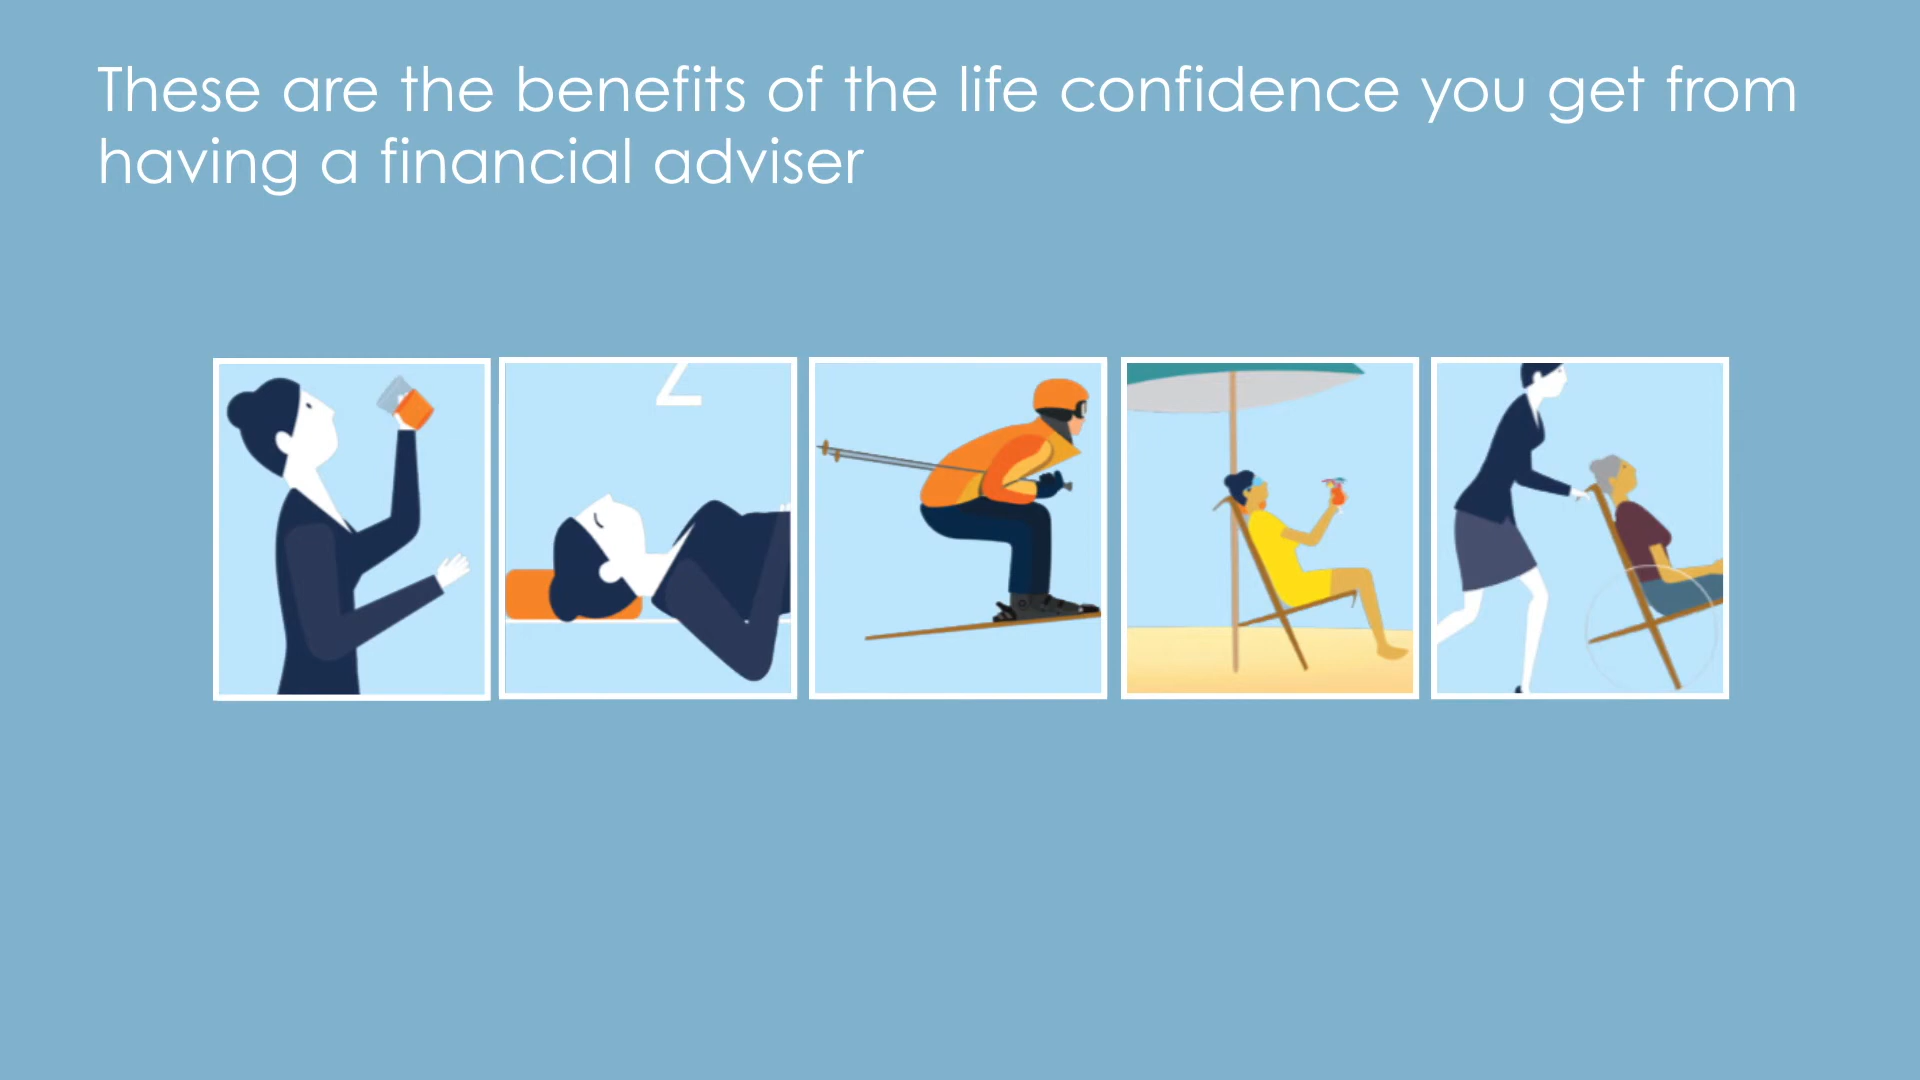 These are the benefits of the life confidence you get from
having a financial adviser
Z